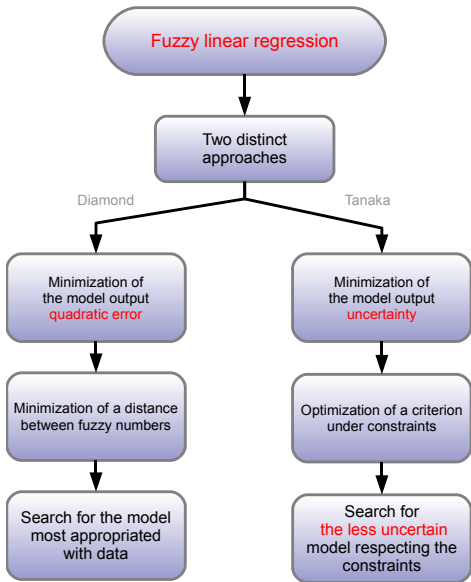 Fuzzy linear regression
Two distinct
approaches
Diamond
Tanaka
Minimization of
the model output
quadratic error
Minimization of
the model output
uncertainty
Minimization of a distance
between fuzzy numbers
Optimization of a criterion
under constraints
Search for the model
most appropriated
with data
Search for
the less uncertain
model respecting the
constraints